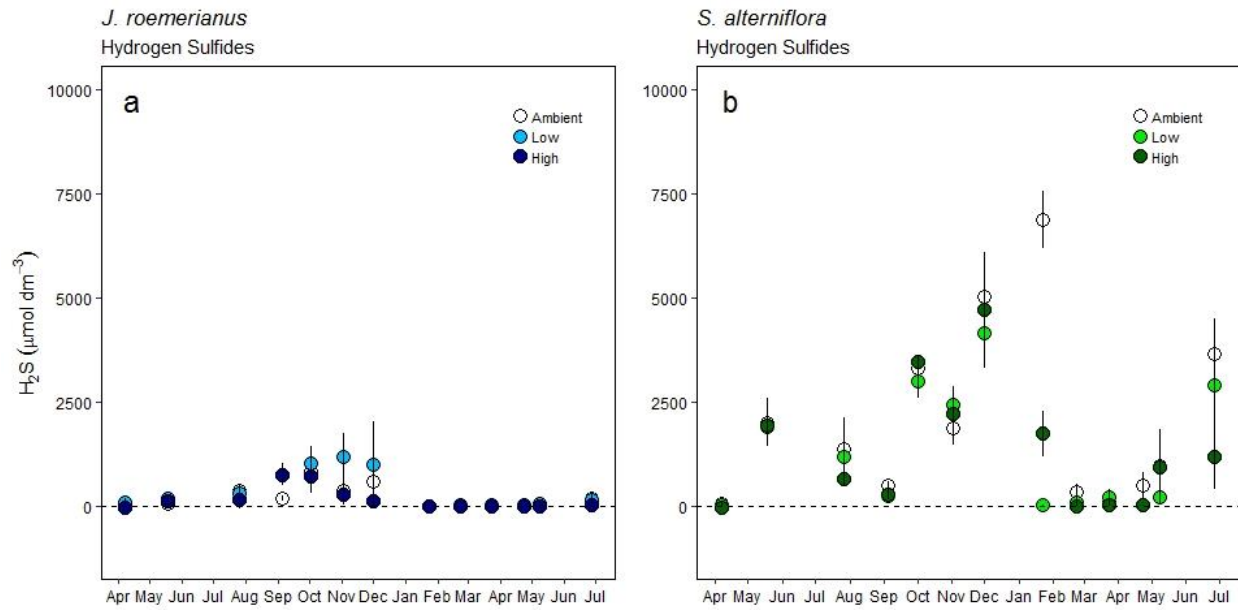 J. roemerianus
Hydrogen Sulfides
a
Ambient
Low
High
10000
7500
5000
2500
0
H₂S (μmol dm⁻³)
Apr May Jun Jul Aug Sep Oct Nov Dec Jan Feb Mar Apr May Jun Jul
S. alterniflora
Hydrogen Sulfides
b
Ambient
Low
High
10000
7500
5000
2500
0
Apr May Jun Jul Aug Sep Oct Nov Dec Jan Feb Mar Apr May Jun Jul